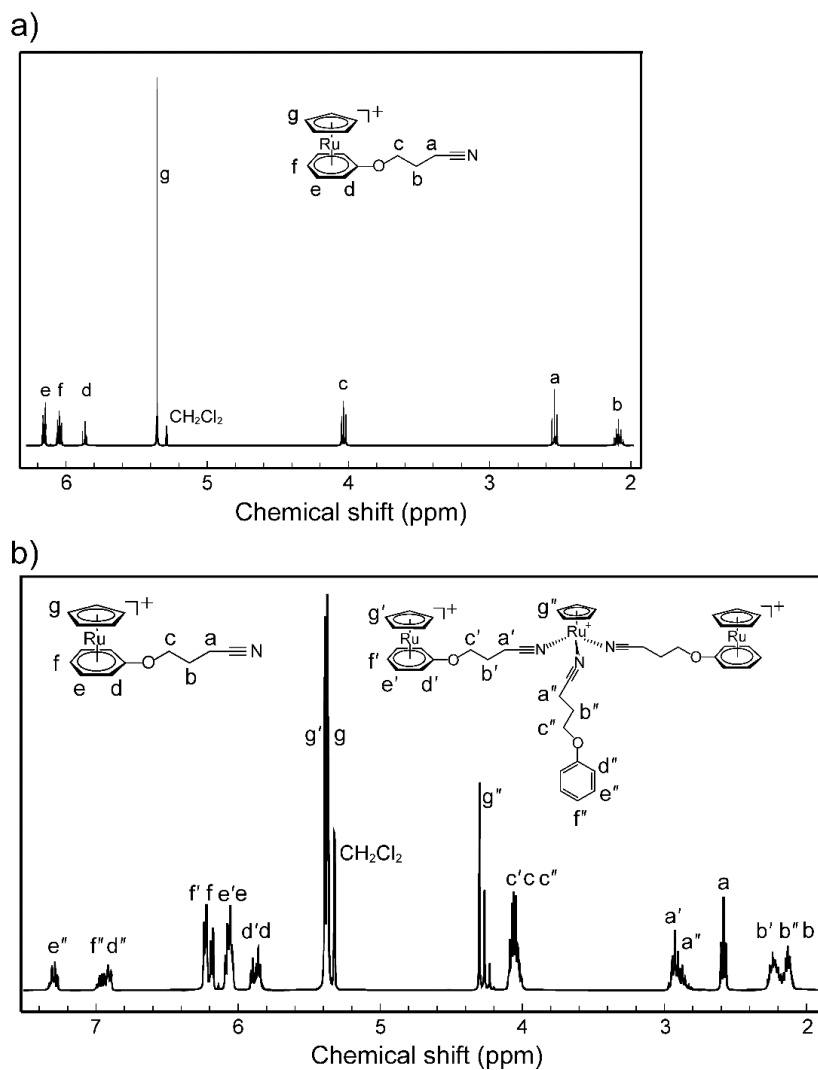 a)
g
Ru
⁺
f
e
d
O
c
b
a
N
g
e f d
CH₂Cl₂
c
a
b
6 5 4 3 2
Chemical shift (ppm)
b)
g
Ru
⁺
f
e
d
O
c
b
a
N
g′
Ru
⁺
f′
e′
d′
O
c′
b′
a′
N
g″
Ru⁺
N
N
a″
b″
c″
O
d″
e″
f″
Ru
⁺
O
g′ g
CH₂Cl₂
g″
e″
f″ d″
f′ f e′e
d′d
c′c c″
a′
a″
a
b′ b″ b
7 6 5 4 3 2
Chemical shift (ppm)